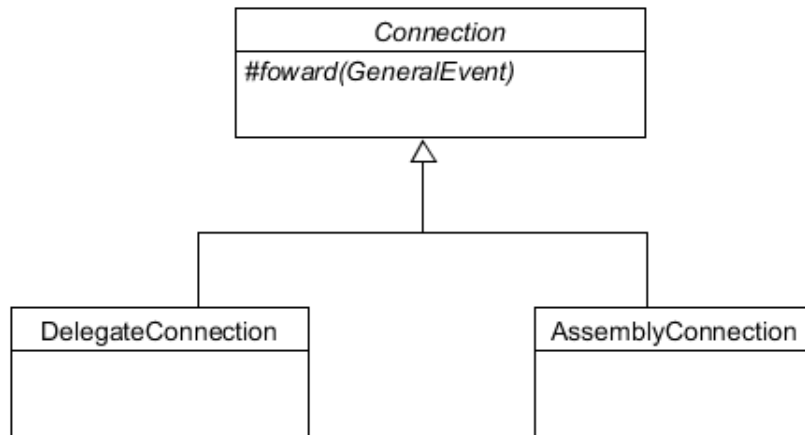 Connection
#foward(GeneralEvent)
DelegateConnection
AssemblyConnection